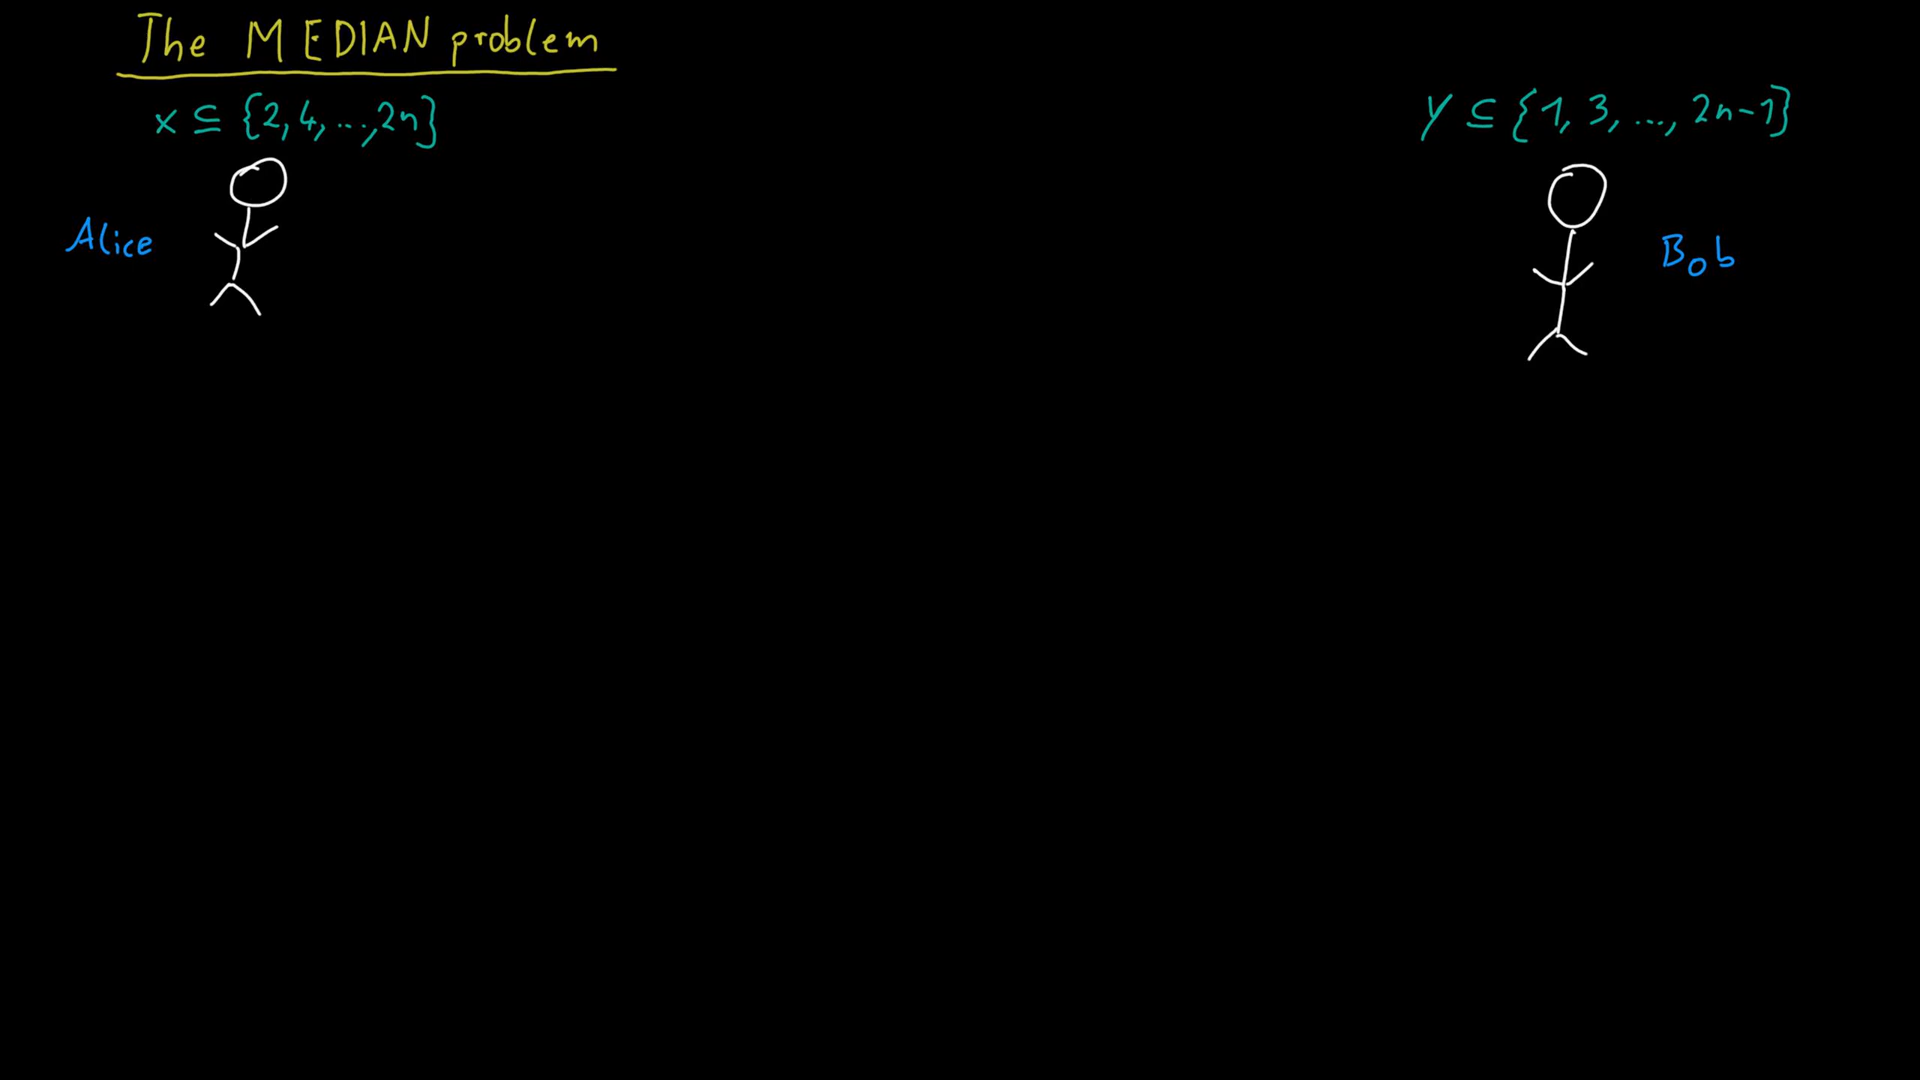 The MEDIAN problem
x ⊆ {2,4,...,2n}
y ⊆ {1,3,...,2n-1}
Alice
Bob